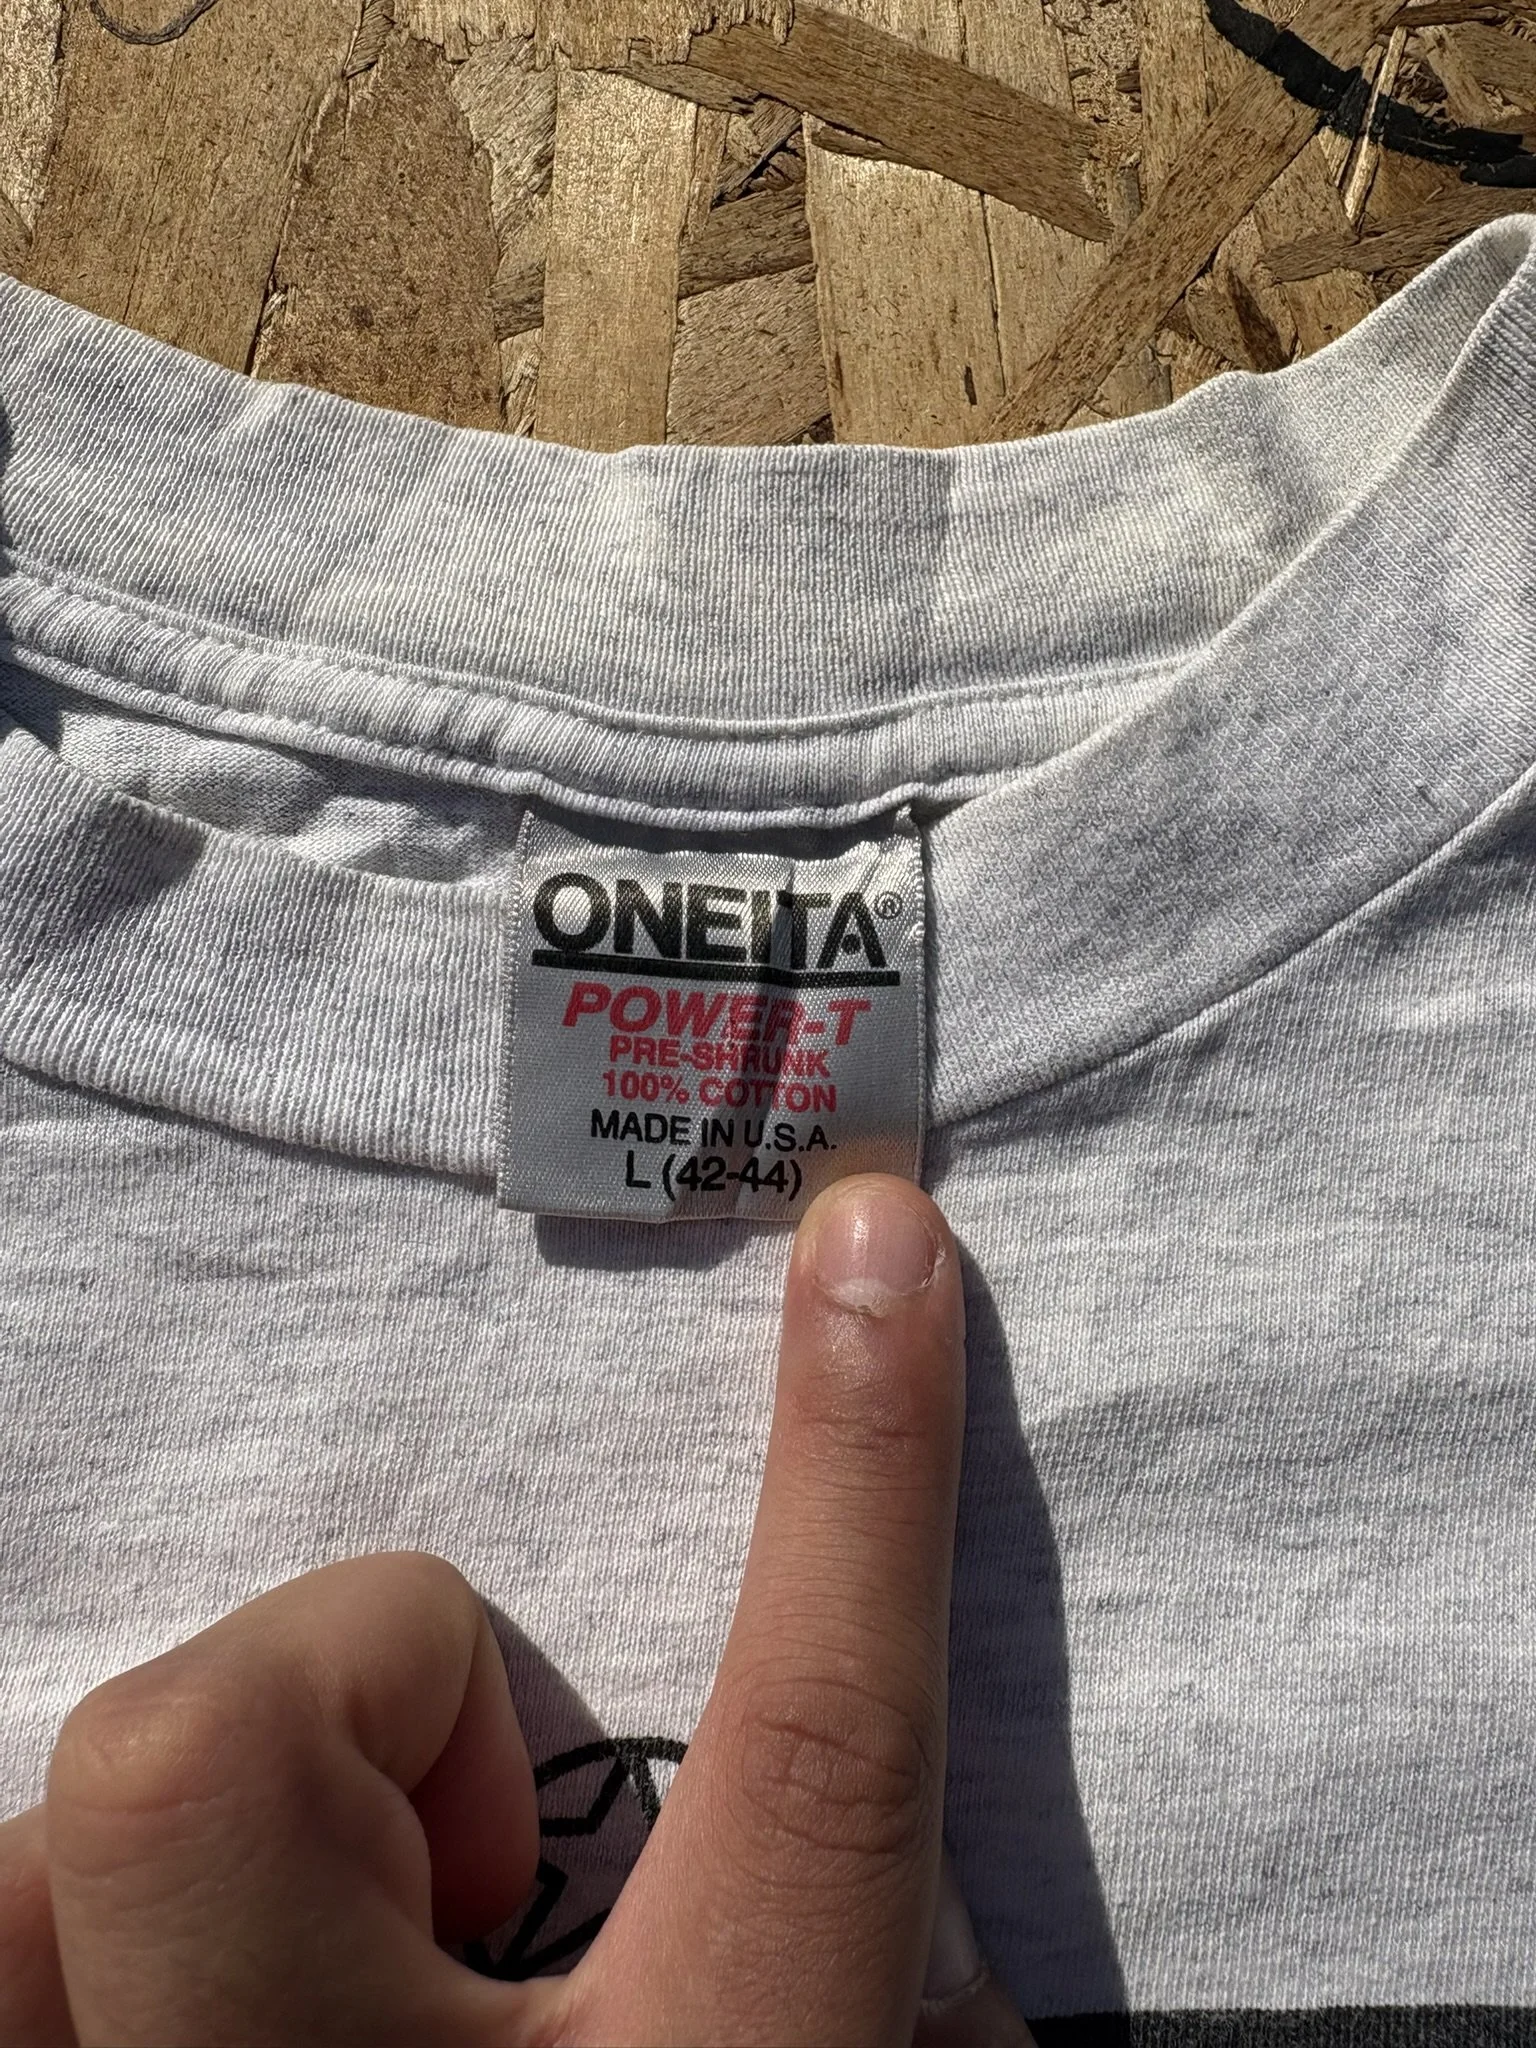 ONEITA®
POWER-T
PRE-SHRUNK
100% COTTON
MADE IN U.S.A.
L (42-44)